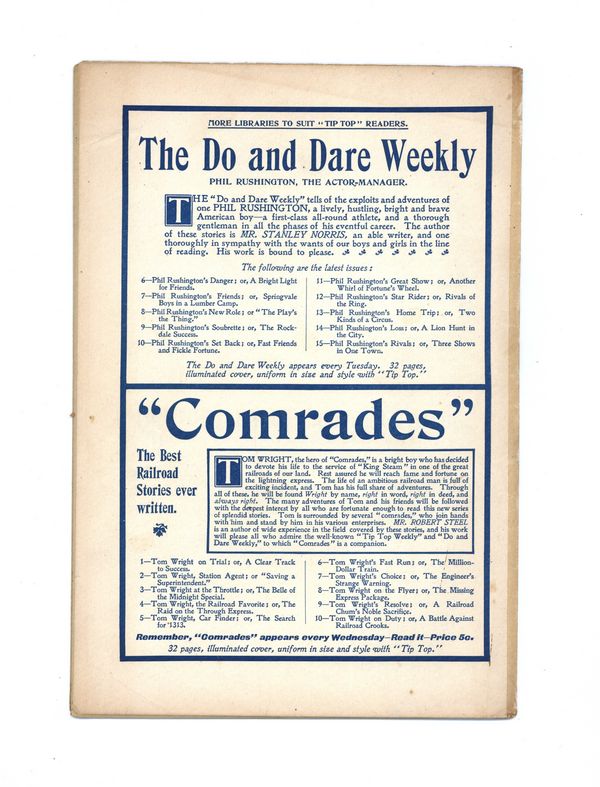 MORE LIBRARIES TO SUIT "TIP TOP" READERS.
The Do and Dare Weekly
PHIL RUSHINGTON, THE ACTOR-MANAGER.
THE "Do and Dare Weekly" tells of the exploits and adventures of
one PHIL RUSHINGTON, a lively, hustling, bright and brave
American boy—a first-class all-round athlete, and a thorough
gentleman in all the phases of his eventful career. The author
of these stories is MR. STANLEY NORRIS, an able writer, and one
thoroughly in sympathy with the wants of our boys and girls in the line
of reading. His work is bound to please.
The following are the latest issues:
6—Phil Rushington's Danger; or, A Bright Light
for Friends.
7—Phil Rushington's Friends; or, Springvale
Boys in a Lumber Camp.
8—Phil Rushington's New Role; or "The Play's
the Thing."
9—Phil Rushington's Soubrette; or, The Rock-
dale Success.
10—Phil Rushington's Set Back; or, Fast Friends
and Fickle Fortune.
11—Phil Rushington's Great Show; or, Another
Whirl of Fortune's Wheel.
12—Phil Rushington's Star Rider; or, Rivals of
the Ring.
13—Phil Rushington's Home Trip; or, Two
Kinds of a Circus.
14—Phil Rushington's Loss; or, A Lion Hunt in
the City.
15—Phil Rushington's Rivals; or, Three Shows
in One Town.
The Do and Dare Weekly appears every Tuesday. 32 pages,
illuminated cover, uniform in size and style with "Tip Top."
"Comrades"
The Best
Railroad
Stories ever
written.
TOM WRIGHT, the hero of "Comrades," is a bright boy who has decided
to devote his life to the service of "King Steam" in one of the great
railroads of our land. Rest assured he will reach fame and fortune on
the lightning express. The life of an ambitious railroad man is full of
exciting incident, and Tom has his full share of adventures. Through
all of these, he will be found Wright by name, right in word, right in deed, and
always right. The many adventures of Tom and his friends will be followed
with the deepest interest by all who are fortunate enough to read this new series
of splendid stories. Tom is surrounded by several "comrades," who join hands
with him and stand by him in his various enterprises. MR. ROBERT STEEL
is an author of wide experience in the field covered by these stories, and his work
will please all who admire the well-known "Tip Top Weekly" and "Do and
Dare Weekly," to which "Comrades" is a companion.
1—Tom Wright on Trial; or, A Clear Track
to Success.
2—Tom Wright, Station Agent; or "Saving a
Superintendent."
3—Tom Wright at the Throttle; or, The Belle of
the Midnight Special.
4—Tom Wright, the Railroad Favorite; or, The
Raid on the Through Express.
5—Tom Wright, Car Finder; or, The Search
for '1313.
6—Tom Wright's Fast Run; or, The Million-
Dollar Train.
7—Tom Wright's Choice; or, The Engineer's
Strange Warning.
8—Tom Wright on the Flyer; or, The Missing
Express Package.
9—Tom Wright's Resolve; or, A Railroad
Chum's Noble Sacrifice.
10—Tom Wright on Duty; or, A Battle Against
Railroad Crooks.
Remember, "Comrades" appears every Wednesday—Read it—Price 5c.
32 pages, illuminated cover, uniform in size and style with "Tip Top."